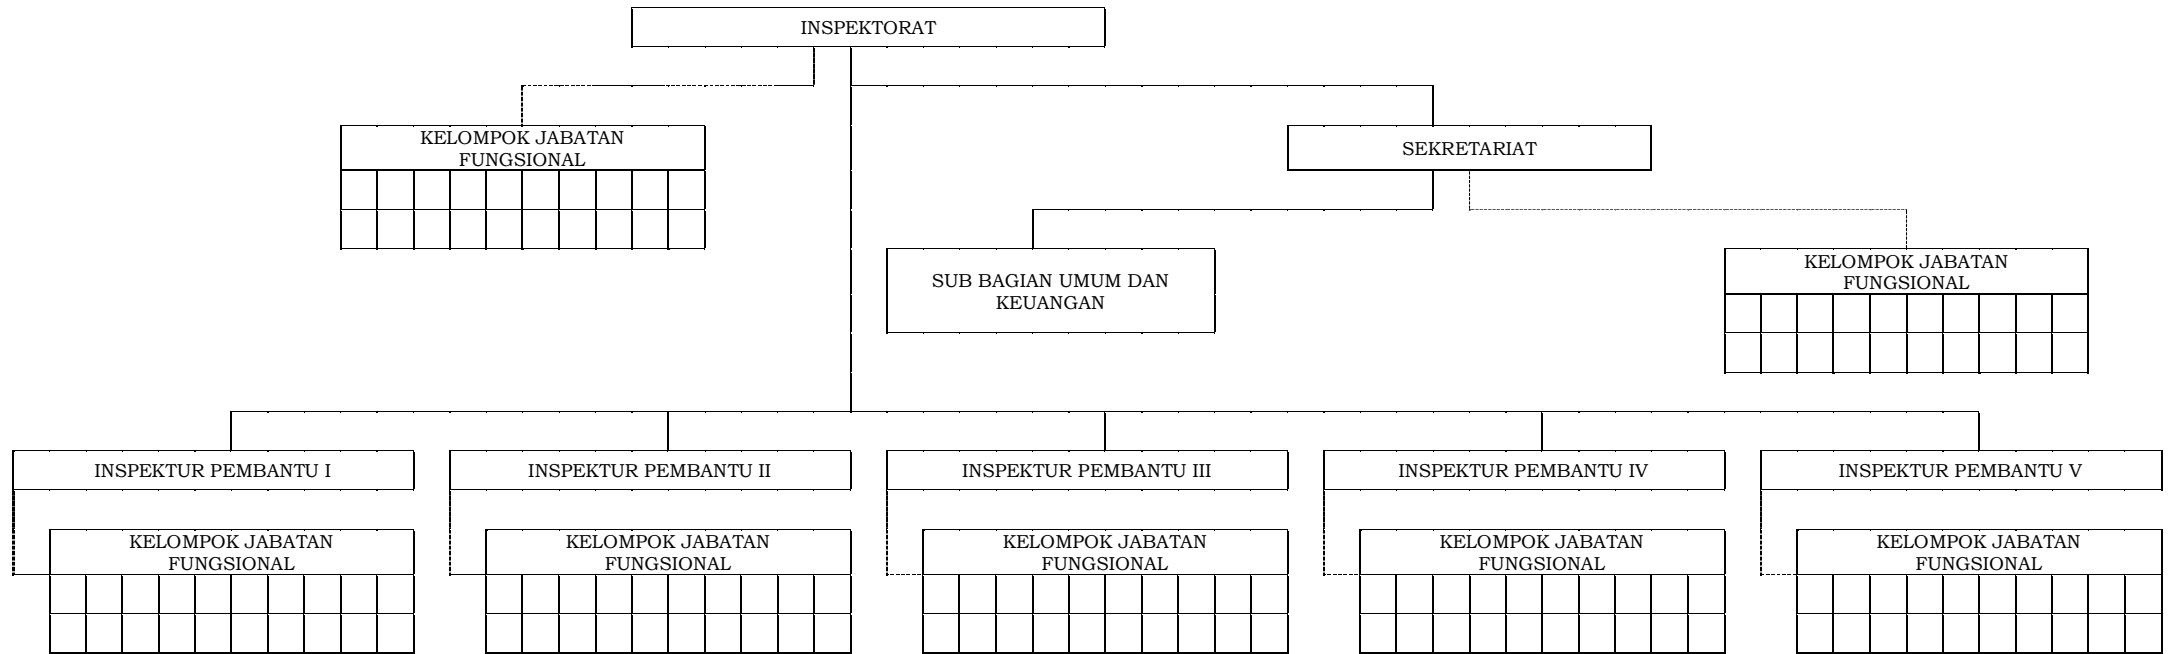 INSPEKTORAT
KELOMPOK JABATAN
FUNGSIONAL
SEKRETARIAT
SUB BAGIAN UMUM DAN
KEUANGAN
KELOMPOK JABATAN
FUNGSIONAL
INSPEKTUR PEMBANTU I
INSPEKTUR PEMBANTU II
INSPEKTUR PEMBANTU III
INSPEKTUR PEMBANTU IV
INSPEKTUR PEMBANTU V
KELOMPOK JABATAN
FUNGSIONAL
KELOMPOK JABATAN
FUNGSIONAL
KELOMPOK JABATAN
FUNGSIONAL
KELOMPOK JABATAN
FUNGSIONAL
KELOMPOK JABATAN
FUNGSIONAL